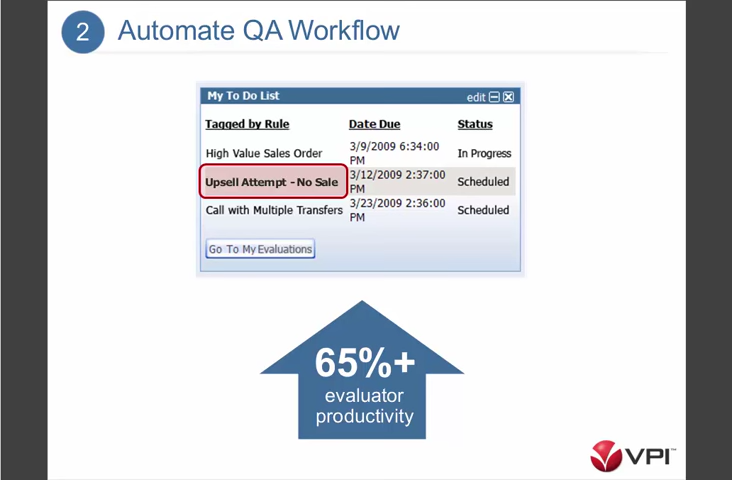 2 Automate QA Workflow
My To Do List edit
Tagged by Rule Date Due Status
High Value Sales Order 3/9/2009 6:34:00 PM In Progress
Upsell Attempt - No Sale 3/12/2009 2:37:00 PM Scheduled
Call with Multiple Transfers 3/23/2009 2:36:00 PM Scheduled
Go To My Evaluations
65%+
evaluator
productivity
VPI™